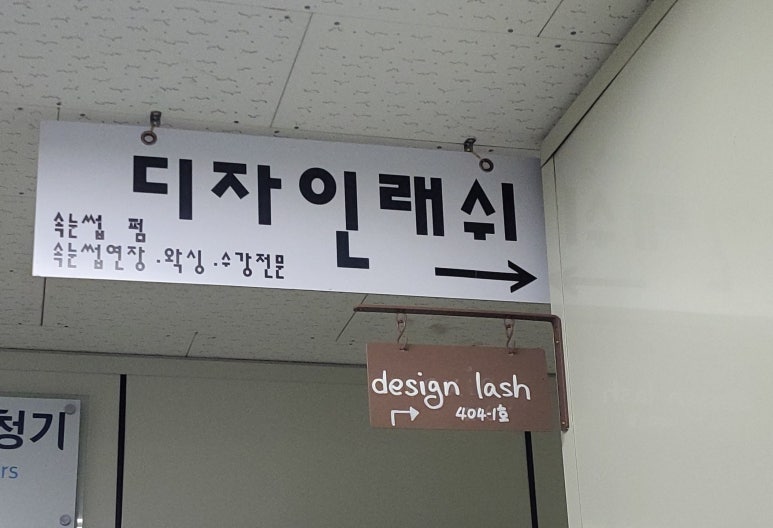 디자인래쉬
속눈썹 펌
속눈썹연장.왁싱.수강전문
design lash
404-1호
청기
rs